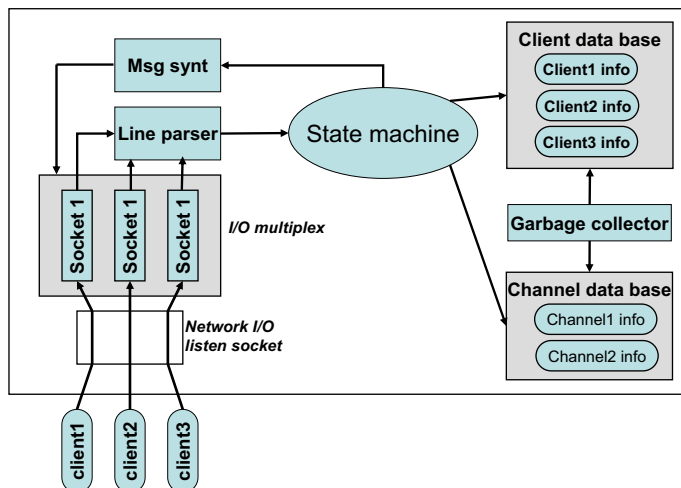 Msg synt
Line parser
State machine
Client data base
Client1 info
Client2 info
Client3 info
Socket 1
Socket 1
Socket 1
I/O multiplex
Garbage collector
Channel data base
Channel1 info
Channel2 info
Network I/O
listen socket
client1
client2
client3